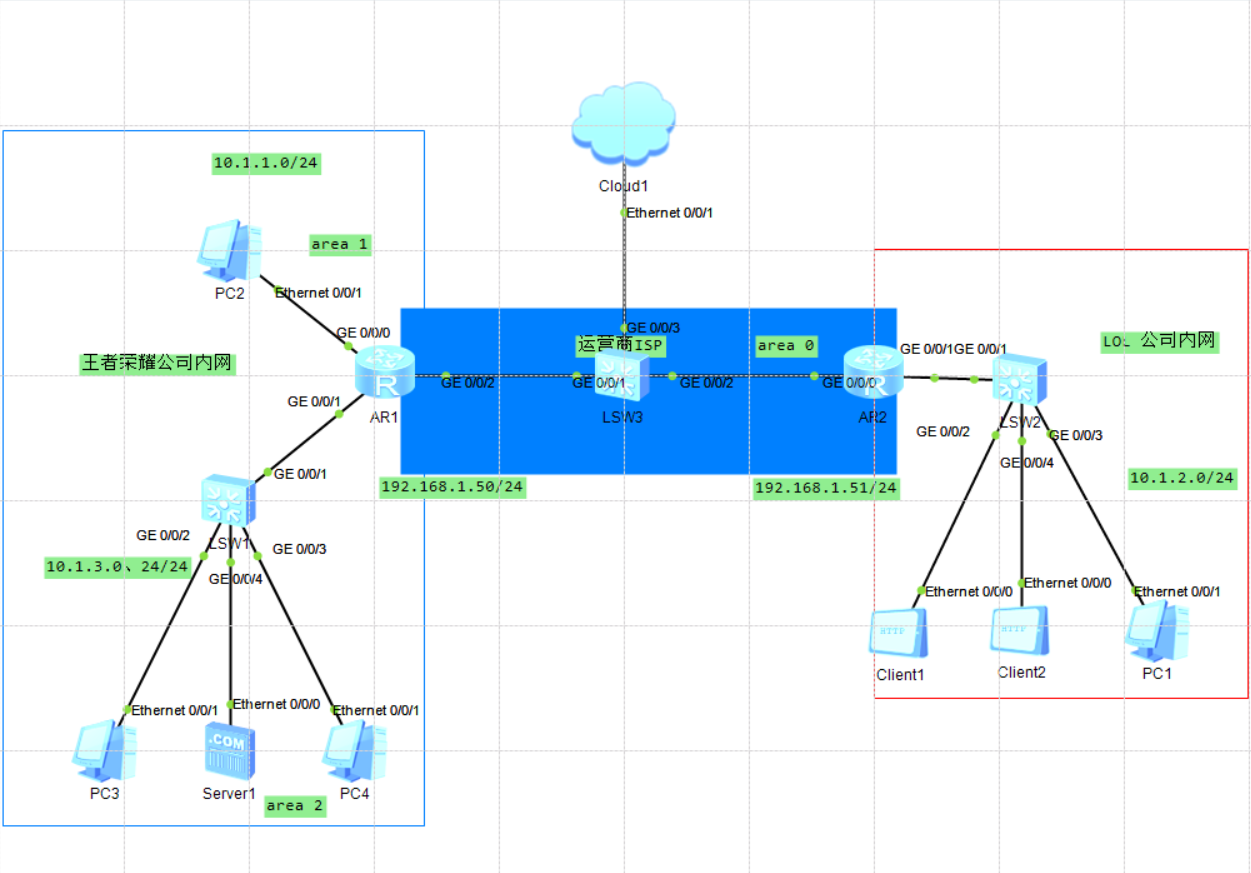 Cloud1
Ethernet 0/0/1
10.1.1.0/24
area 1
PC2
Ethernet 0/0/1
GE 0/0/0
王者荣耀公司内网
GE 0/0/1
AR1
GE 0/0/2
GE 0/0/3
运营商ISP
GE 0/0/1
GE 0/0/2
LSW3
area 0
GE 0/0/0
AR2
GE 0/0/1
GE 0/0/1
LOL 公司内网
LSW2
GE 0/0/2
GE 0/0/3
GE 0/0/4
10.1.2.0/24
192.168.1.50/24
192.168.1.51/24
GE 0/0/1
LSW1
GE 0/0/2
GE 0/0/3
GE 0/0/4
10.1.3.0、24/24
Ethernet 0/0/0
Ethernet 0/0/0
Ethernet 0/0/1
HTTP
HTTP
Client1
Client2
PC1
Ethernet 0/0/1
Ethernet 0/0/0
Ethernet 0/0/1
.COM
PC3
Server1
PC4
area 2